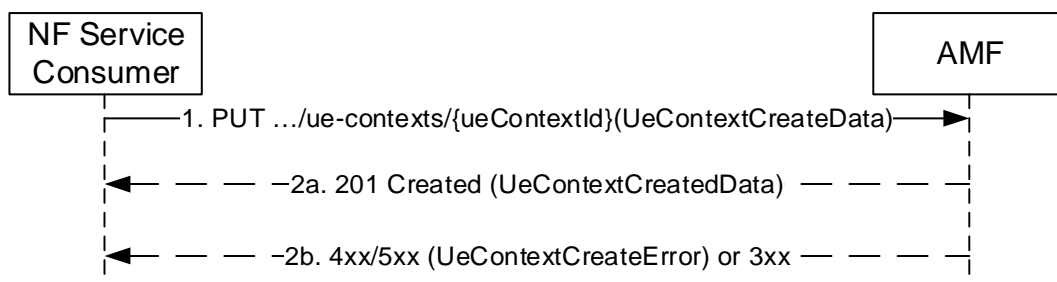 NF Service
Consumer
AMF
1. PUT …/ue-contexts/{ueContextId}(UeContextCreateData)
2a. 201 Created (UeContextCreatedData)
2b. 4xx/5xx (UeContextCreateError) or 3xx